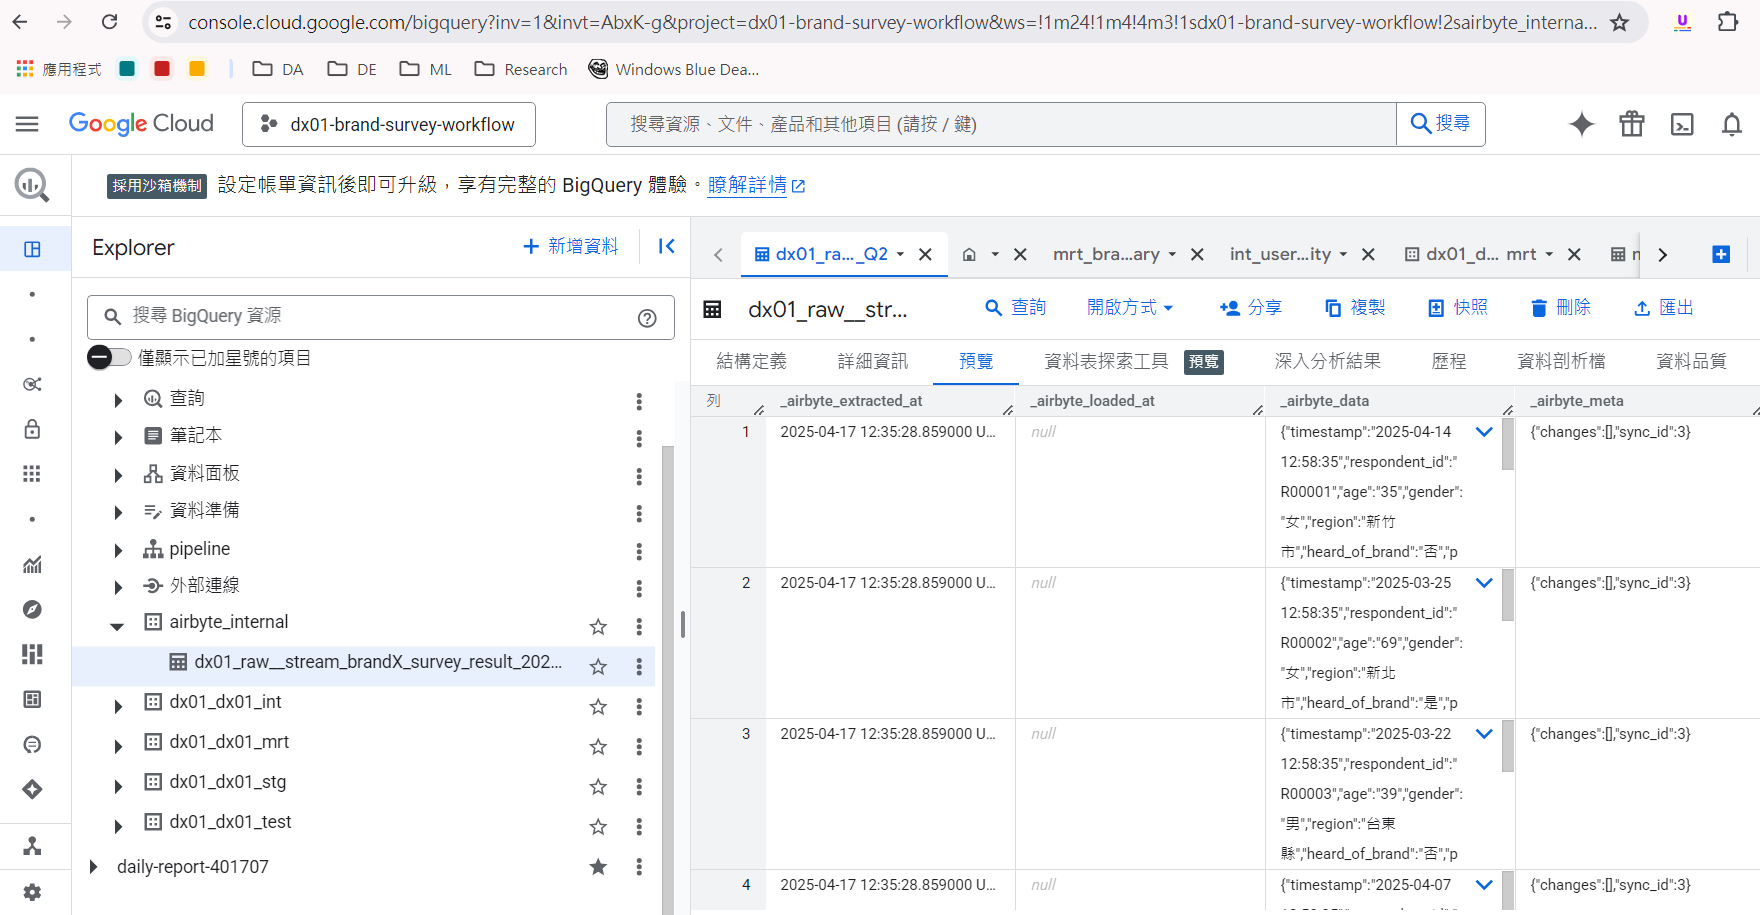 console.cloud.google.com/bigquery?inv=1&invt=AbxK-g&project=dx01-brand-survey-workflow&ws=!1m24!1m4!4m3!1sdx01-brand-survey-workflow!2sairbyte_interna...
應用程式
DA
DE
ML
Research
Windows Blue Dea...
Google Cloud
dx01-brand-survey-workflow
搜尋資源、文件、產品和其他項目 (請按 / 鍵)
搜尋
採用沙箱機制 設定帳單資訊後即可升級，享有完整的 BigQuery 體驗。瞭解詳情
Explorer
+ 新增資料
搜尋 BigQuery 資源
僅顯示已加星號的項目
查詢
筆記本
資料面板
資料準備
pipeline
外部連線
airbyte_internal
dx01_raw__stream_brandX_survey_result_202...
dx01_dx01_int
dx01_dx01_mrt
dx01_dx01_stg
dx01_dx01_test
daily-report-401707
dx01_ra..._Q2
mrt_bra...ary
int_user...ity
dx01_d... mrt
dx01_raw__str...
查詢
開啟方式
分享
複製
快照
刪除
匯出
結構定義
詳細資訊
預覽
資料表探索工具 預覽
深入分析結果
歷程
資料剖析檔
資料品質
列
_airbyte_extracted_at
_airbyte_loaded_at
_airbyte_data
_airbyte_meta
1
2025-04-17 12:35:28.859000 U...
null
{"timestamp":"2025-04-14
12:58:35","respondent_id":"
R00001","age":"35","gender":
"女","region":"新竹
市","heard_of_brand":"否","p
{"changes":[],"sync_id":3}
2
2025-04-17 12:35:28.859000 U...
null
{"timestamp":"2025-03-25
12:58:35","respondent_id":"
R00002","age":"69","gender":
"女","region":"新北
市","heard_of_brand":"是","p
{"changes":[],"sync_id":3}
3
2025-04-17 12:35:28.859000 U...
null
{"timestamp":"2025-03-22
12:58:35","respondent_id":"
R00003","age":"39","gender":
"男","region":"台東
縣","heard_of_brand":"否","p
{"changes":[],"sync_id":3}
4
2025-04-17 12:35:28.859000 U...
null
{"timestamp":"2025-04-07
{"changes":[],"sync_id":3}